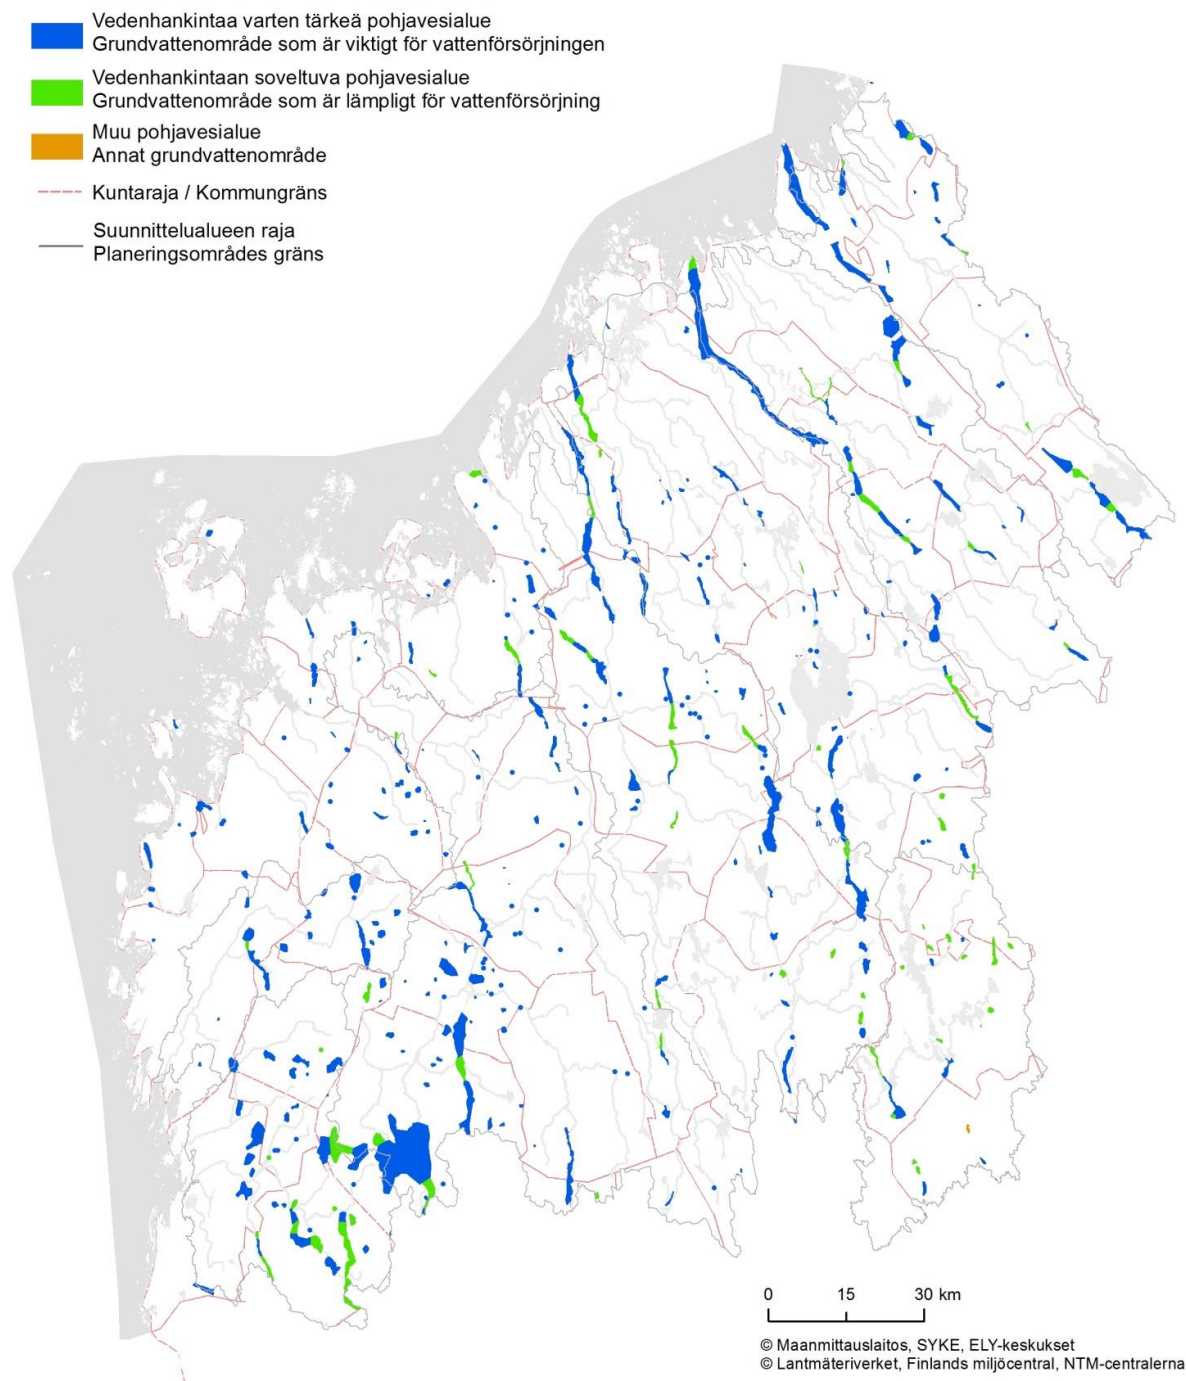 Vedenhankintaa varten tärkeä pohjavesialue
Grundvattenområde som är viktigt för vattenförsörjningen
Vedenhankintaan soveltuva pohjavesialue
Grundvattenområde som är lämpligt för vattenförsörjning
Muu pohjavesialue
Annat grundvattenområde
Kuntaraja / Kommungräns
Suunnittelualueen raja
Planeringsområdes gräns
0 15 30 km
© Maanmittauslaitos, SYKE, ELY-keskukset
© Lantmäteriverket, Finlands miljöcentral, NTM-centralerna